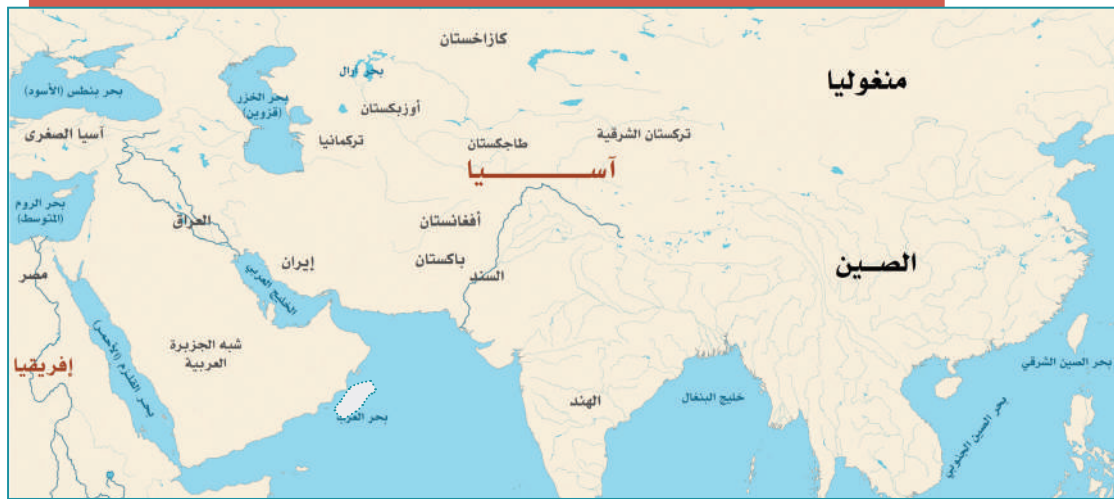 كازاخستان
منغوليا
بحر آرال
بحر بنطس (الأسود)
بحر الخزر
(قزوين)
أوزبكستان
آسيا الصغرى
تركمانيا
طاجكستان
تركستان الشرقية
آســــــيا
بحر الروم
(المتوسط)
العراق
أفغانستان
الصـين
مصر
إيران
باكستان
السند
الخليج العربي
شبه الجزيرة
العربية
بحر القلزم (الأحمر)
إفريقيا
بحر العرب
الهند
خليج البنغال
بحر الصين الشرقي
بحر الصين الجنوبي